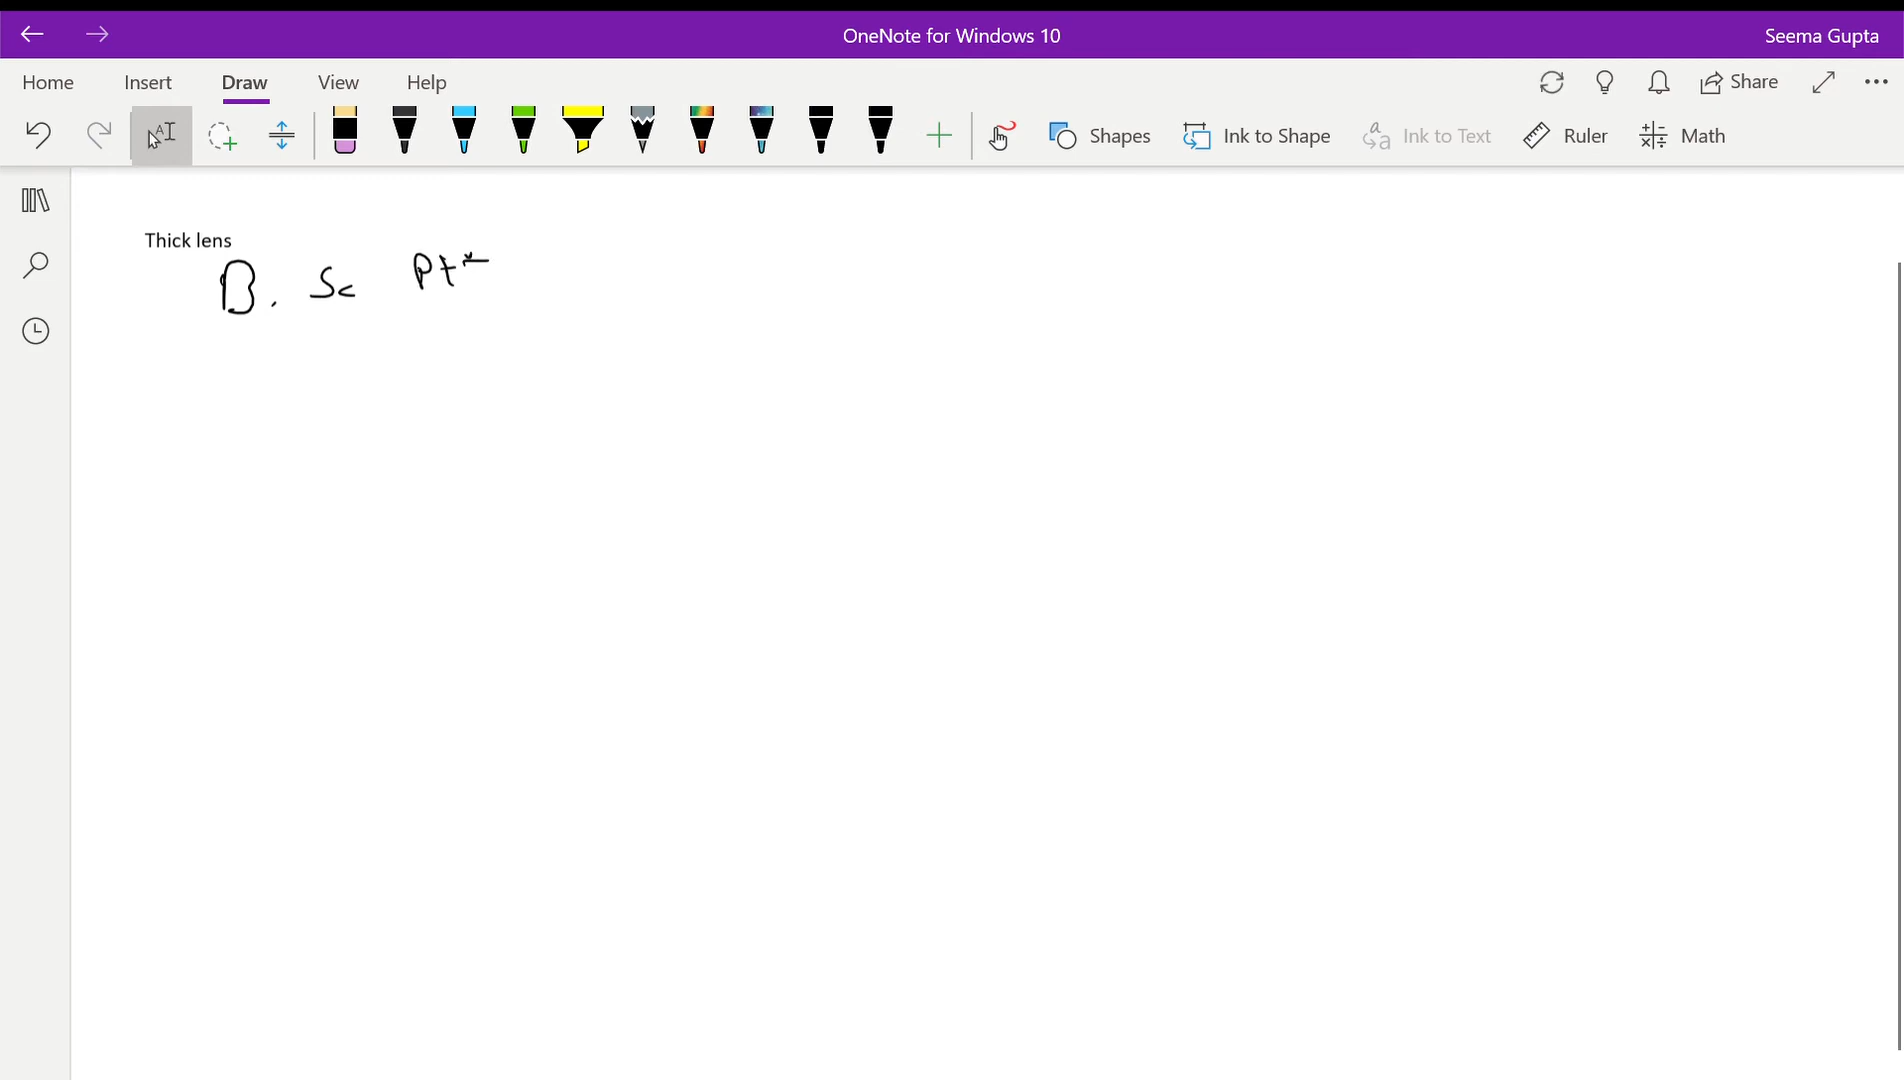 OneNote for Windows 10 Seema Gupta
Home Insert Draw View Help Share
Shapes Ink to Shape Ink to Text Ruler Math
Thick lens
B. Sc Pt